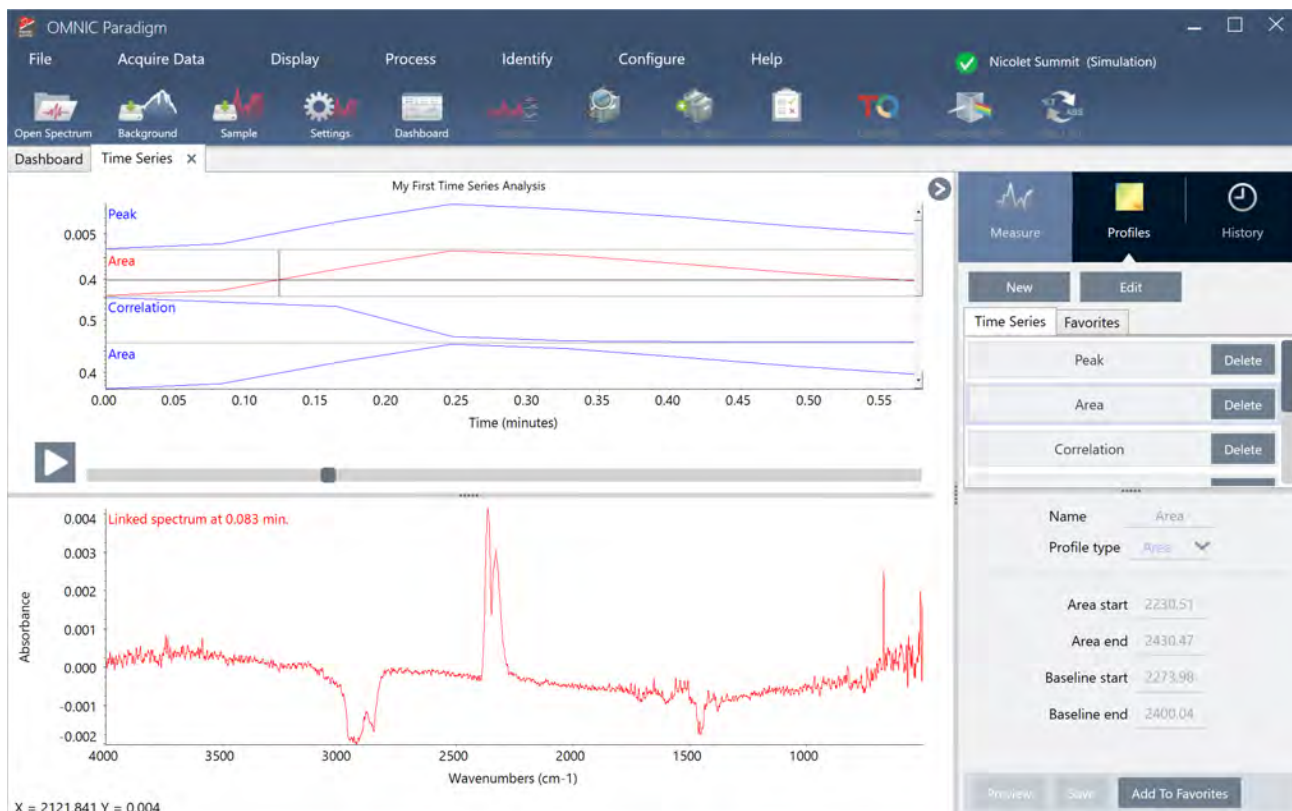 OMNIC Paradigm
File Acquire Data Display Process Identify Configure Help
Nicolet Summit (Simulation)
Open Spectrum Background Sample Settings Dashboard
Dashboard Time Series X
My First Time Series Analysis
Peak
0.005
Area
0.4
Correlation
0.5
Area
0.4
0.00 0.05 0.10 0.15 0.20 0.25 0.30 0.35 0.40 0.45 0.50 0.55
Time (minutes)
Linked spectrum at 0.083 min.
0.004
0.003
0.002
0.001
0.000
-0.001
-0.002
Absorbance
4000 3500 3000 2500 2000 1500 1000
Wavenumbers (cm-1)
X = 2121.841 Y = 0.004
Measure Profiles History
New Edit
Time Series Favorites
Peak Delete
Area Delete
Correlation Delete
Name Area
Profile type Area
Area start 2230.51
Area end 2430.47
Baseline start 2273.98
Baseline end 2400.04
Preview Save Add To Favorites